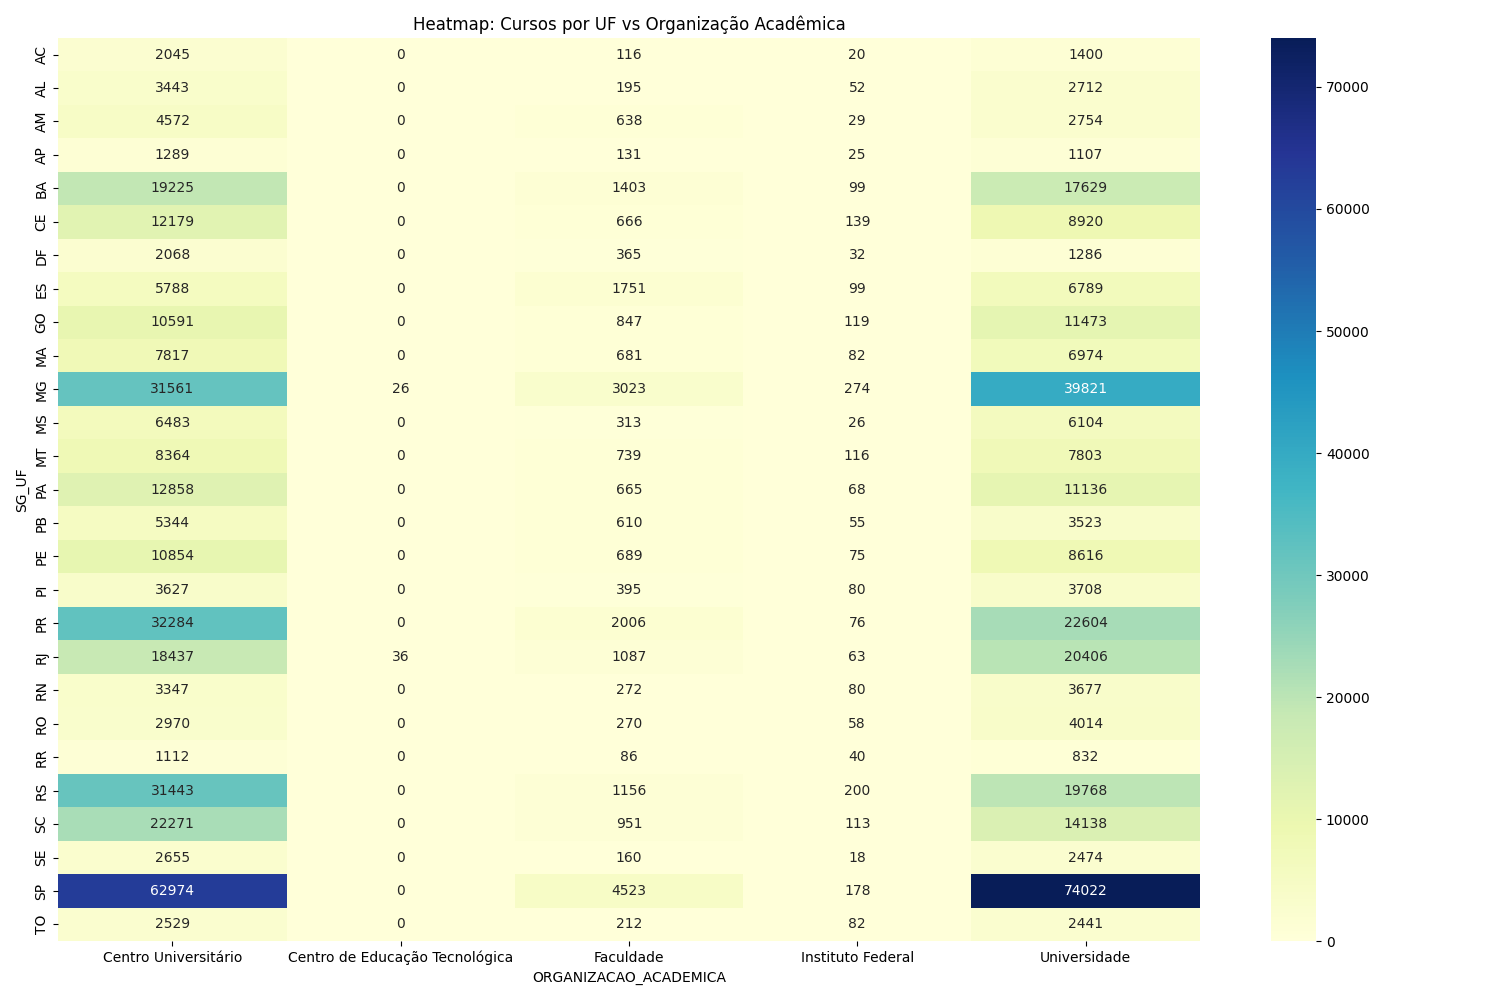 Heatmap: Cursos por UF vs Organização Acadêmica
AC 2045 0 116 20 1400
AL 3443 0 195 52 2712
AM 4572 0 638 29 2754
AP 1289 0 131 25 1107
BA 19225 0 1403 99 17629
CE 12179 0 666 139 8920
DF 2068 0 365 32 1286
ES 5788 0 1751 99 6789
GO 10591 0 847 119 11473
MA 7817 0 681 82 6974
MG 31561 26 3023 274 39821
MS 6483 0 313 26 6104
MT 8364 0 739 116 7803
PA 12858 0 665 68 11136
PB 5344 0 610 55 3523
PE 10854 0 689 75 8616
PI 3627 0 395 80 3708
PR 32284 0 2006 76 22604
RJ 18437 36 1087 63 20406
RN 3347 0 272 80 3677
RO 2970 0 270 58 4014
RR 1112 0 86 40 832
RS 31443 0 1156 200 19768
SC 22271 0 951 113 14138
SE 2655 0 160 18 2474
SP 62974 0 4523 178 74022
TO 2529 0 212 82 2441
SG_UF
Centro Universitário Centro de Educação Tecnológica Faculdade Instituto Federal Universidade
ORGANIZACAO_ACADEMICA
70000
60000
50000
40000
30000
20000
10000
0